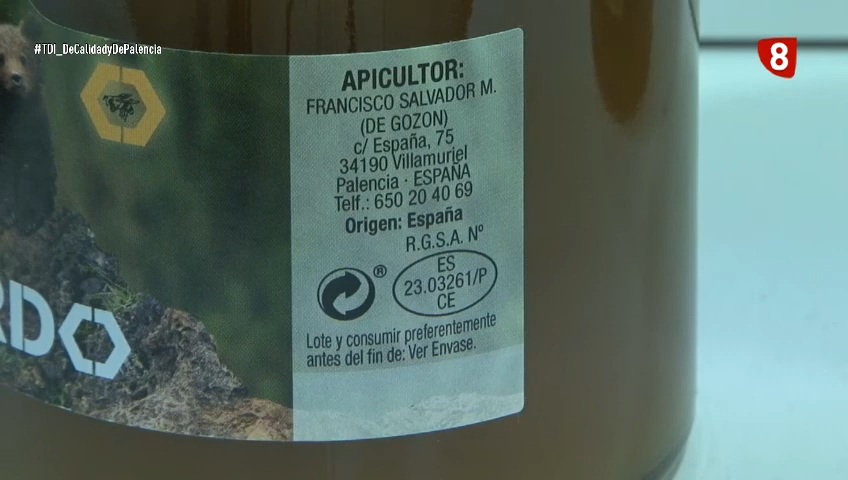 #TDI_DeCalidadyDePalencia
8
APICULTOR:
FRANCISCO SALVADOR M.
(DE GOZON)
c/ España, 75
34190 Villamuriel
Palencia · ESPAÑA
Telf.: 650 20 40 69
Origen: España
R.G.S.A. Nº
®
ES
23.03261/P
CE
Lote y consumir preferentemente
antes del fin de: Ver Envase.
RDO